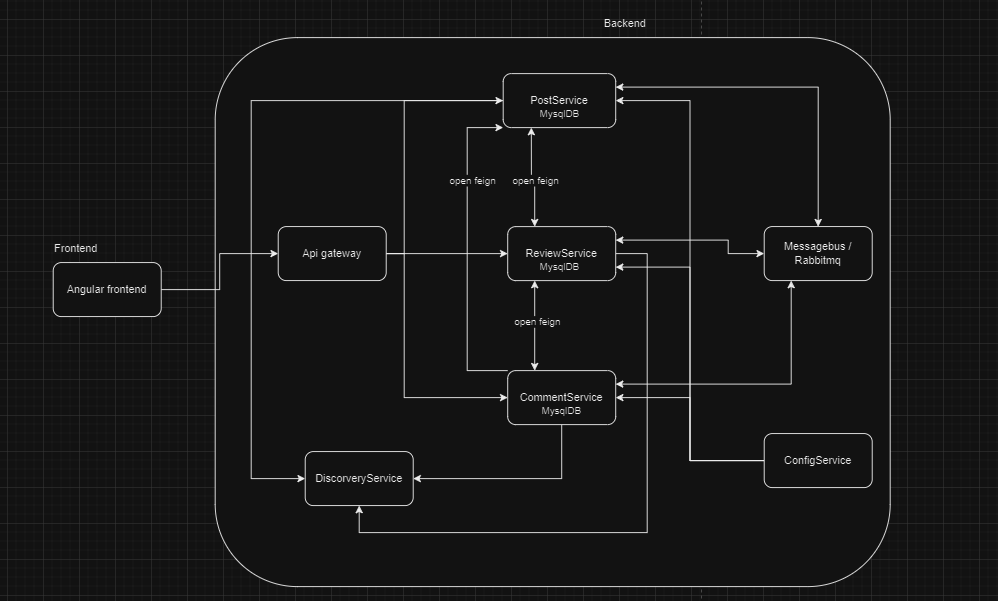 Backend
PostService
MysqlDB
open feign
open feign
Frontend
Angular frontend
Api gateway
ReviewService
MysqlDB
Messagebus /
Rabbitmq
open feign
CommentService
MysqlDB
ConfigService
DiscorveryService